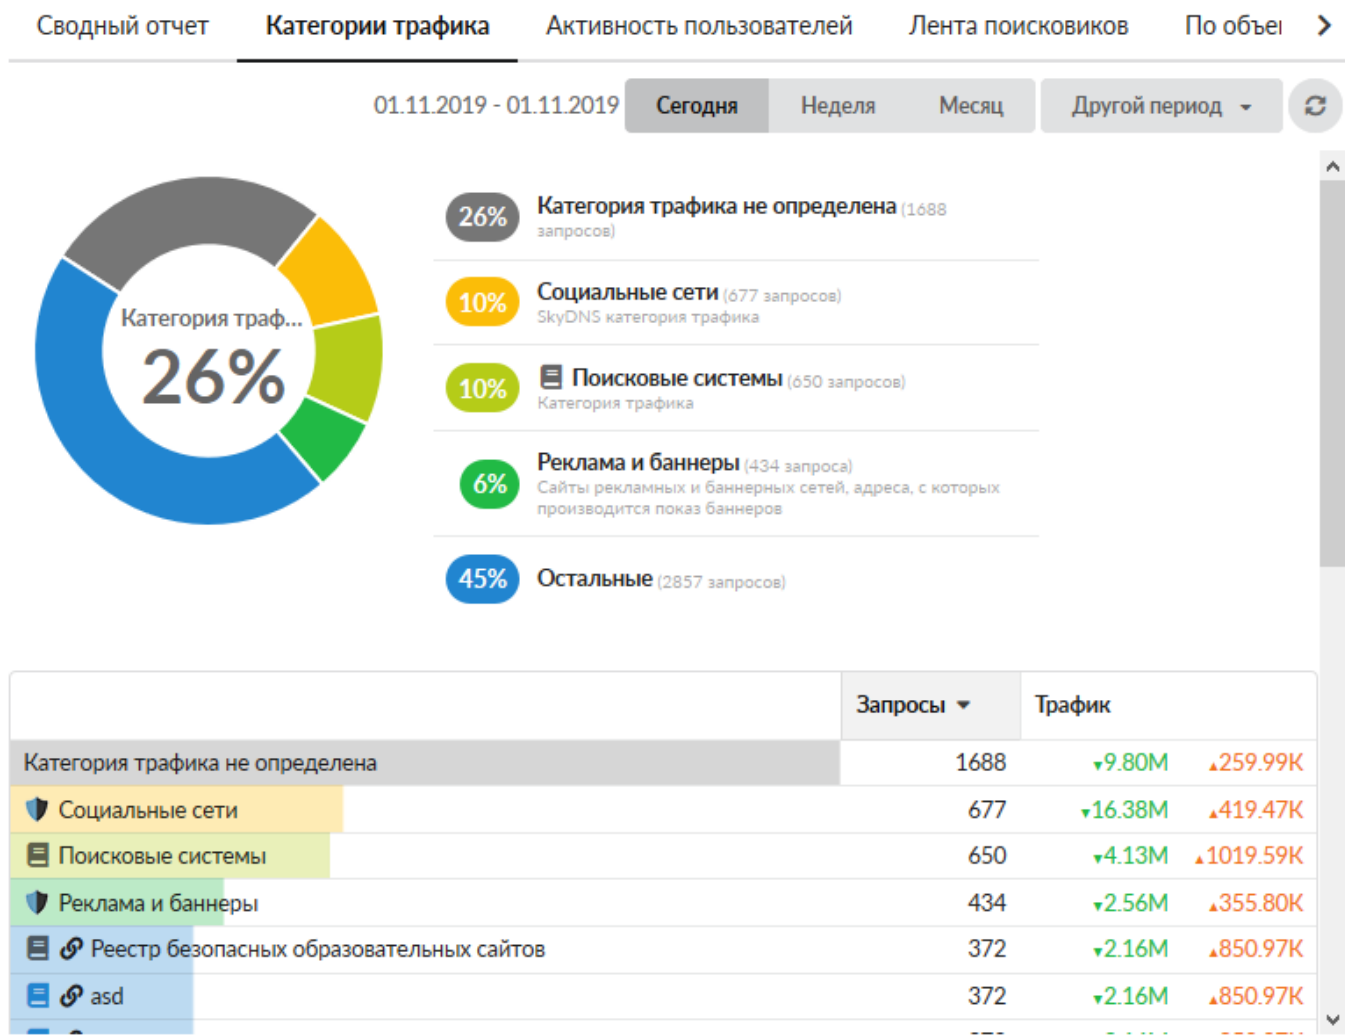 Сводный отчет Категории трафика Активность пользователей Лента поисковиков По объе
01.11.2019 - 01.11.2019 Сегодня Неделя Месяц Другой период
Категория траф...
26%
26% Категория трафика не определена (1688
запросов)
10% Социальные сети (677 запросов)
SkyDNS категория трафика
10% Поисковые системы (650 запросов)
Категория трафика
6% Реклама и баннеры (434 запроса)
Сайты рекламных и баннерных сетей, адреса, с которых
производится показ баннеров
45% Остальные (2857 запросов)
Запросы Трафик
Категория трафика не определена 1688 ▾9.80M ▴259.99K
Социальные сети 677 ▾16.38M ▴419.47K
Поисковые системы 650 ▾4.13M ▴1019.59K
Реклама и баннеры 434 ▾2.56M ▴355.80K
Реестр безопасных образовательных сайтов 372 ▾2.16M ▴850.97K
asd 372 ▾2.16M ▴850.97K